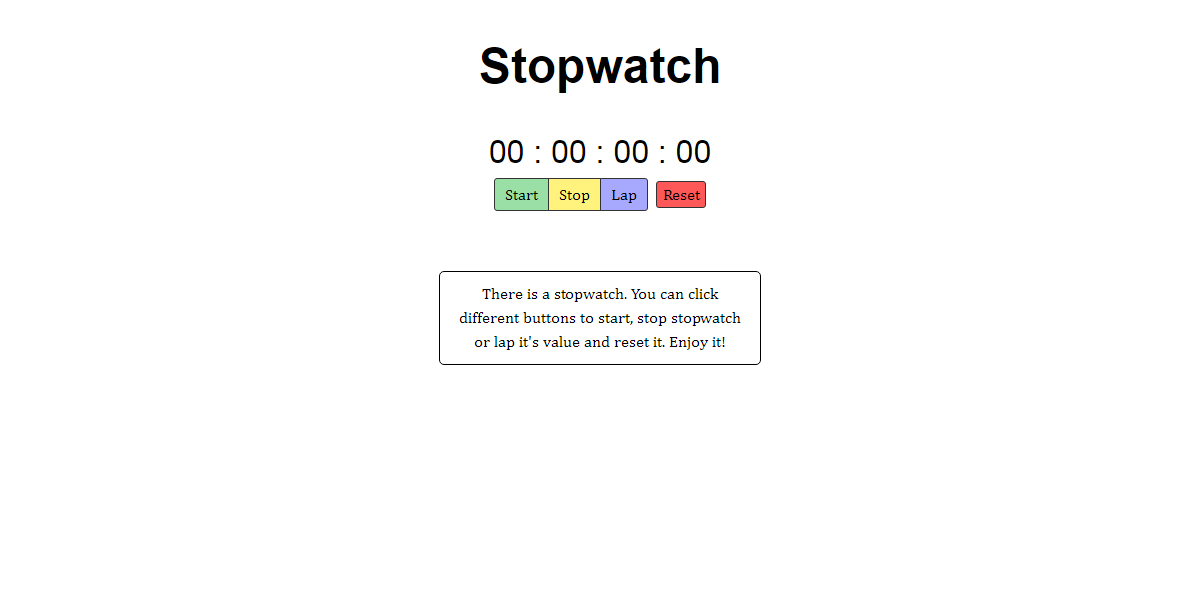 Stopwatch
00 : 00 : 00 : 00
Start Stop Lap Reset
There is a stopwatch. You can click
different buttons to start, stop stopwatch
or lap it's value and reset it. Enjoy it!